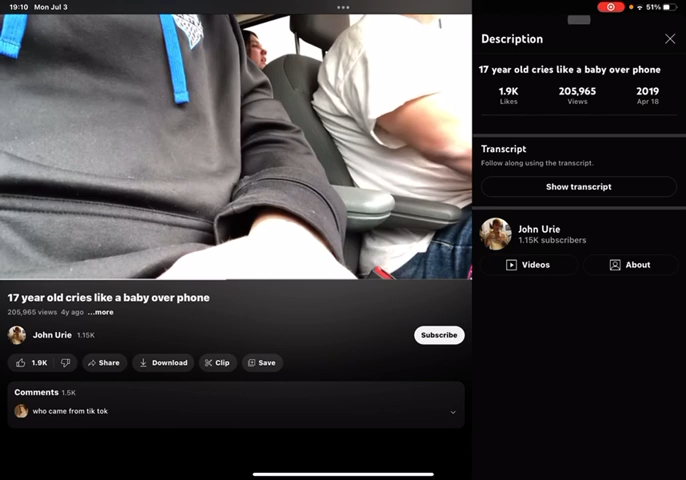 19:10 Mon Jul 3
51%
17 year old cries like a baby over phone
205,965 views 4y ago ...more
John Urie 1.15K
Subscribe
1.9K
Share
Download
Clip
Save
Comments 1.5K
who came from tik tok
Description
17 year old cries like a baby over phone
1.9K 205,965 2019
Likes Views Apr 18
Transcript
Follow along using the transcript.
Show transcript
John Urie
1.15K subscribers
Videos About